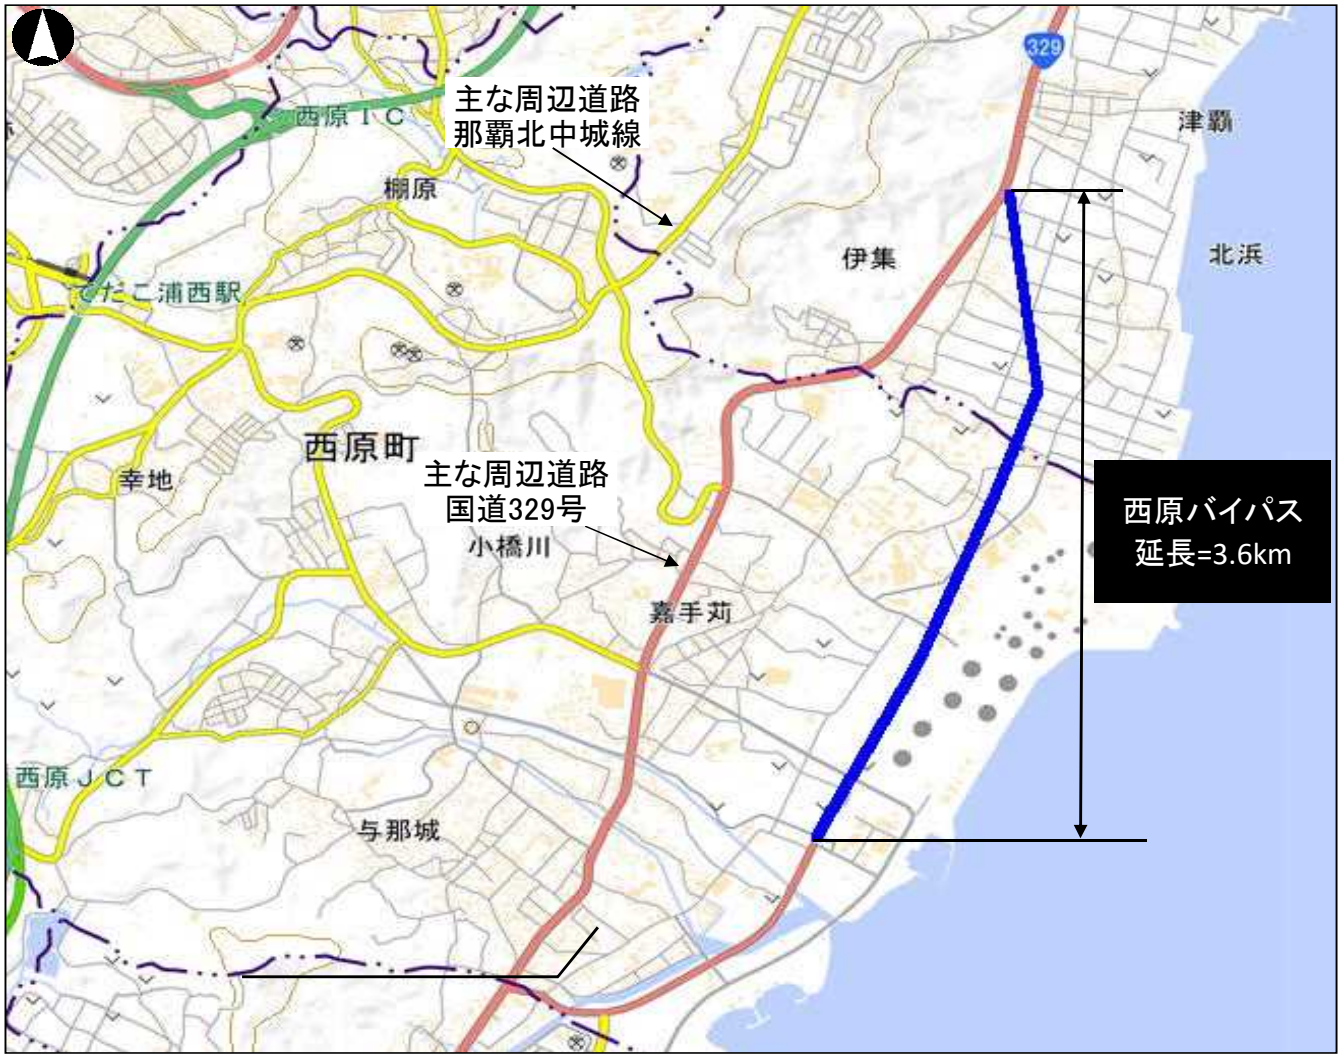 329
津覇
西原ＩＣ
主な周辺道路
那覇北中城線
棚原
伊集
北浜
てだこ浦西駅
西原町
幸地
主な周辺道路
国道329号
小橋川
西原バイパス
延長=3.6km
嘉手苅
西原ＪＣＴ
与那城